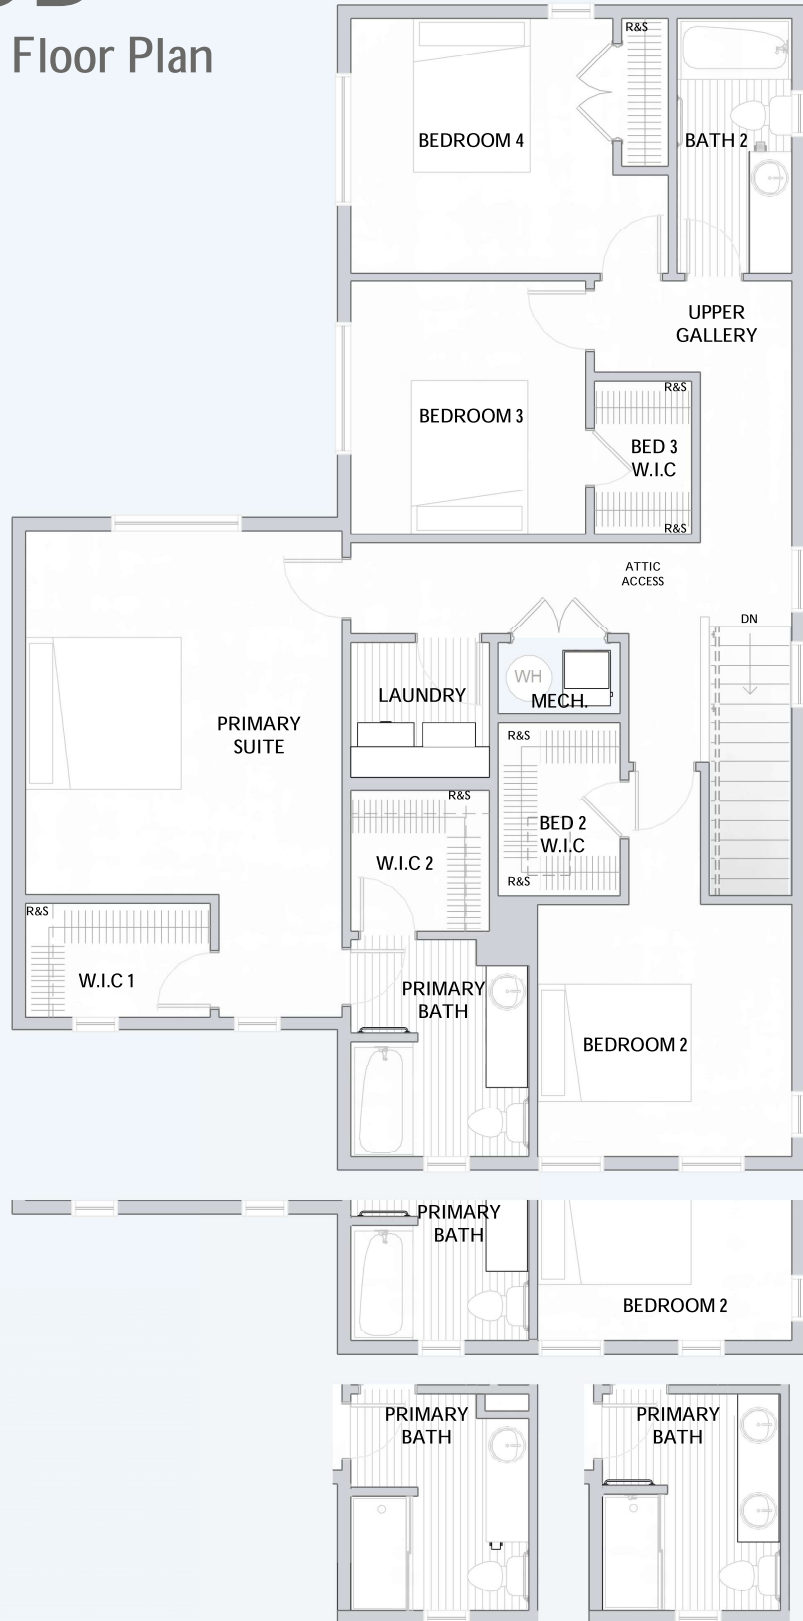 Floor Plan
R&S
BEDROOM 4
BATH 2
UPPER
GALLERY
R&S
BEDROOM 3
BED 3
W.I.C
R&S
ATTIC
ACCESS
DN
WH
LAUNDRY
MECH.
PRIMARY
SUITE
R&S
R&S
BED 2
W.I.C
W.I.C 2
R&S
R&S
W.I.C 1
PRIMARY
BATH
BEDROOM 2
PRIMARY
BATH
BEDROOM 2
PRIMARY
BATH
PRIMARY
BATH